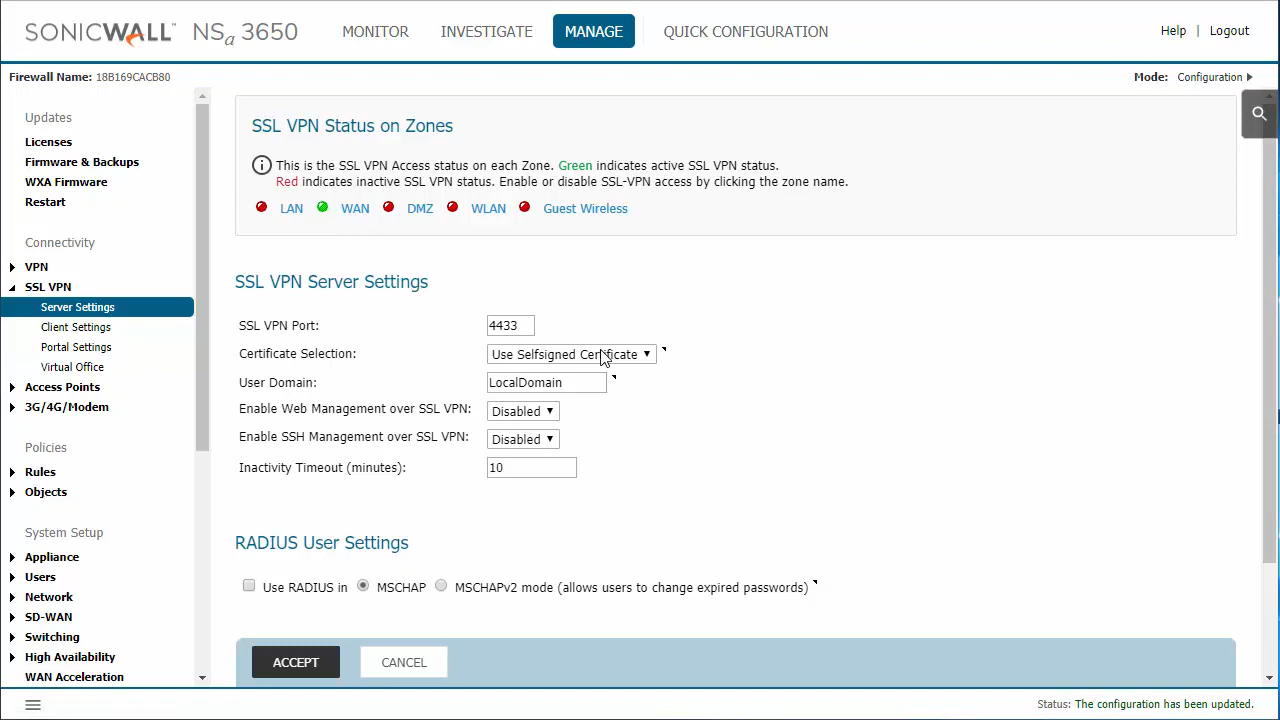 SONICWALL NSa 3650 MONITOR INVESTIGATE MANAGE QUICK CONFIGURATION Help | Logout
Firewall Name: 18B169CACB80 Mode: Configuration
Updates
Licenses
Firmware & Backups
WXA Firmware
Restart
Connectivity
VPN
SSL VPN
Server Settings
Client Settings
Portal Settings
Virtual Office
Access Points
3G/4G/Modem
Policies
Rules
Objects
System Setup
Appliance
Users
Network
SD-WAN
Switching
High Availability
WAN Acceleration
SSL VPN Status on Zones
This is the SSL VPN Access status on each Zone. Green indicates active SSL VPN status.
Red indicates inactive SSL VPN status. Enable or disable SSL-VPN access by clicking the zone name.
LAN WAN DMZ WLAN Guest Wireless
SSL VPN Server Settings
SSL VPN Port: 4433
Certificate Selection: Use Selfsigned Certificate
User Domain: LocalDomain
Enable Web Management over SSL VPN: Disabled
Enable SSH Management over SSL VPN: Disabled
Inactivity Timeout (minutes): 10
RADIUS User Settings
Use RADIUS in MSCHAP MSCHAPv2 mode (allows users to change expired passwords)
ACCEPT CANCEL
Status: The configuration has been updated.